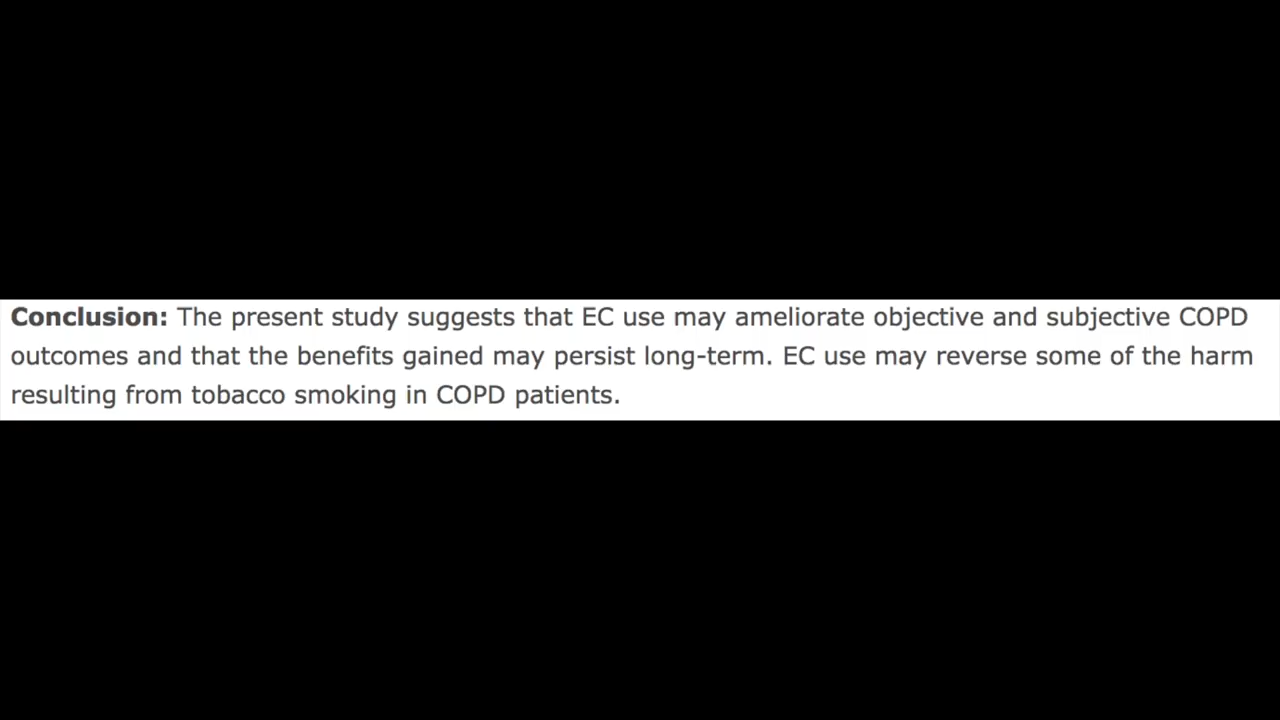 Conclusion: The present study suggests that EC use may ameliorate objective and subjective COPD
outcomes and that the benefits gained may persist long-term. EC use may reverse some of the harm
resulting from tobacco smoking in COPD patients.